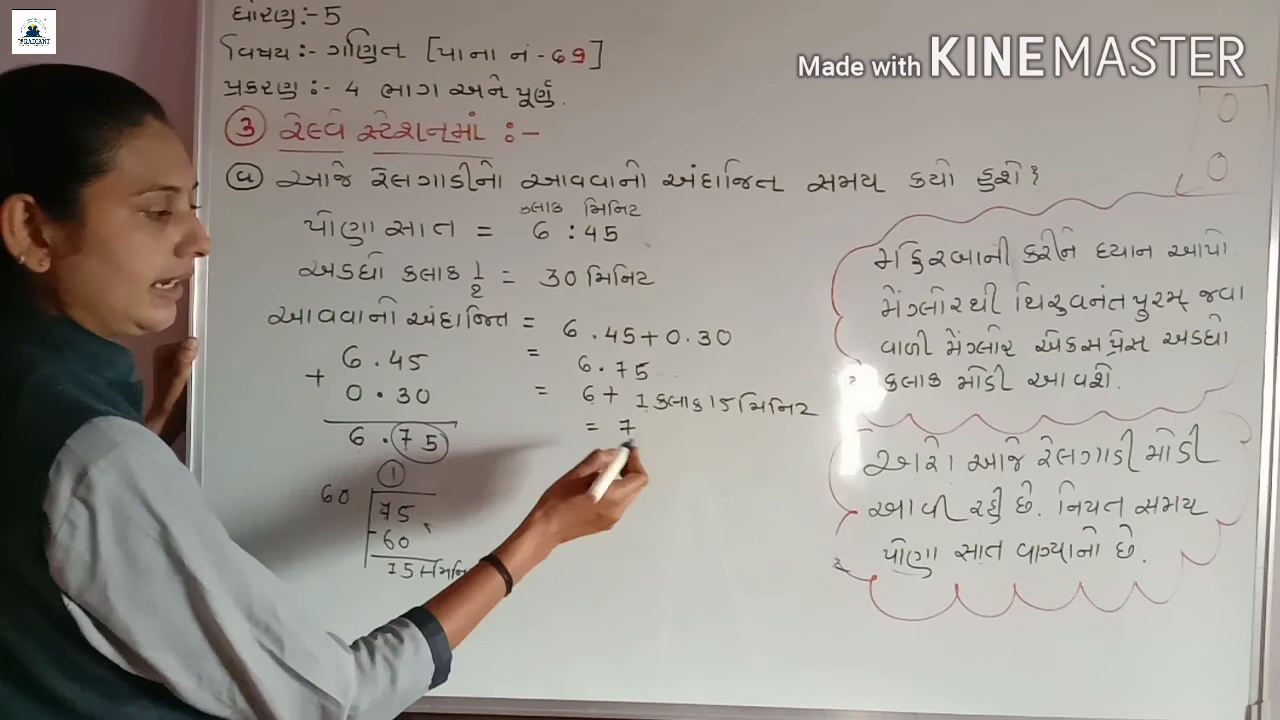 ધોરણ:- 5
વિષય:- ગણિત [પાના નં - 69]
પ્રકરણ:- 4 ભાગ અને પૂર્ણ.
Made with KINEMASTER
③ રેલ્વે સ્ટેશનમાં :-
આજે રેલગાડીનો આવવાનો અંદાજિત સમય કયો હશે?
કલાક મિનિટ
પોણા સાત = 6 : 45
અડધો કલાક 1/2 = 30 મિનિટ
આવવાનો અંદાજિત = 6.45 + 0.30
= 6.75
= 6 + 1 કલાક 15 મિનિટ
= 7
6.45
+ 0.30
6.75
①
60 75
- 60
15 મિનિ
0
0
મહેરબાની કરીને ધ્યાન આપો
મેંગ્લોરથી થિરુવનંતપુરમ્ જવા
વાળી મેંગ્લોર એકસપ્રેસ અડધો
કલાક મોડી આવશે.
અરે! આજે રેલગાડી મોડી
આવી રહી છે. નિયત સમય
પોણા સાત વાગ્યાનો છે.